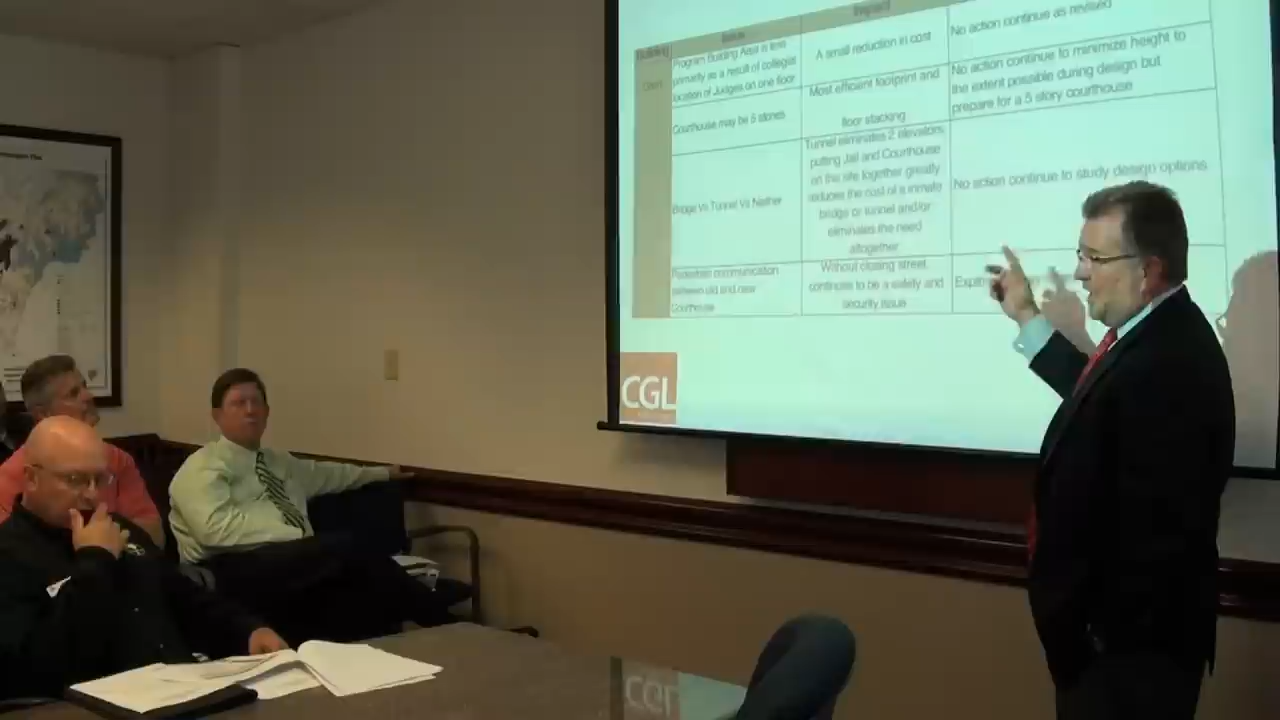 Building
Issue
Impact
Program Building Area is less
primarily as a result of collegial
location of Judges on one floor
A small reduction in cost
No action continue as revised
Courthouse may be 5 stories
Most efficient footprint and
floor stacking
No action continue to minimize height to
the extent possible during design but
prepare for a 5 story courthouse
Bridge Vs Tunnel Vs Neither
Tunnel eliminates 2 elevators,
putting Jail and Courthouse
on the site together greatly
reduces the cost of a inmate
bridge or tunnel and/or
eliminates the need
altogether
No action continue to study design options
Pedestrian communication
between old and new
Courthouse
Without closing street,
continues to be a safety and
security issue
CGL